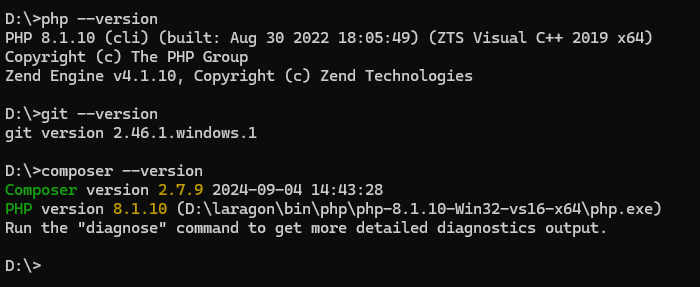 D:\>php --version
PHP 8.1.10 (cli) (built: Aug 30 2022 18:05:49) (ZTS Visual C++ 2019 x64)
Copyright (c) The PHP Group
Zend Engine v4.1.10, Copyright (c) Zend Technologies
D:\>git --version
git version 2.46.1.windows.1
D:\>composer --version
Composer version 2.7.9 2024-09-04 14:43:28
PHP version 8.1.10 (D:\laragon\bin\php\php-8.1.10-Win32-vs16-x64\php.exe)
Run the "diagnose" command to get more detailed diagnostics output.
D:\>